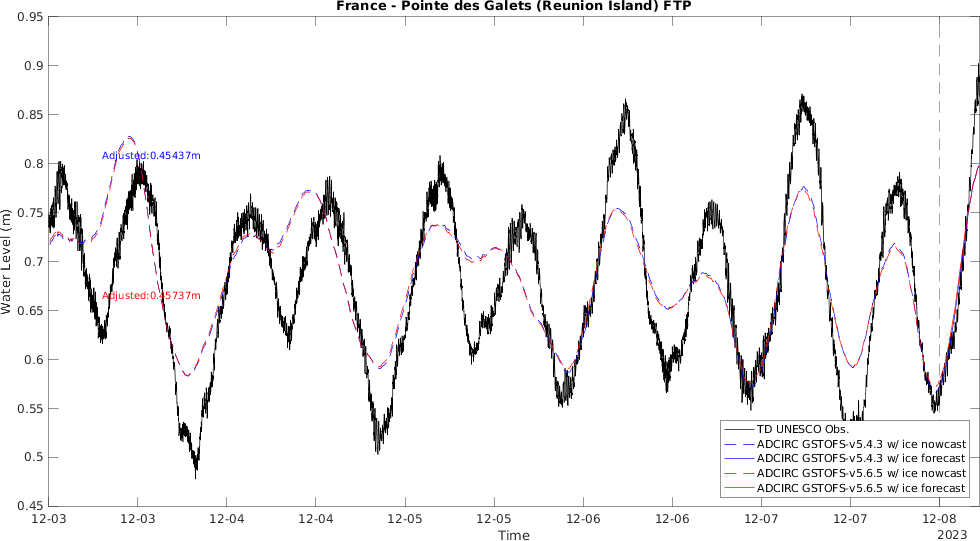 France - Pointe des Galets (Reunion Island) FTP
0.95
0.9
0.85
0.8
0.75
0.7
0.65
0.6
0.55
0.5
0.45
Water Level (m)
Adjusted:0.45437m
Adjusted:0.45737m
TD UNESCO Obs.
ADCIRC GSTOFS-v5.4.3 w/ ice nowcast
ADCIRC GSTOFS-v5.4.3 w/ ice forecast
ADCIRC GSTOFS-v5.6.5 w/ ice nowcast
ADCIRC GSTOFS-v5.6.5 w/ ice forecast
12-03 12-03 12-04 12-04 12-05 12-05 12-06 12-06 12-07 12-07 12-08
Time
2023